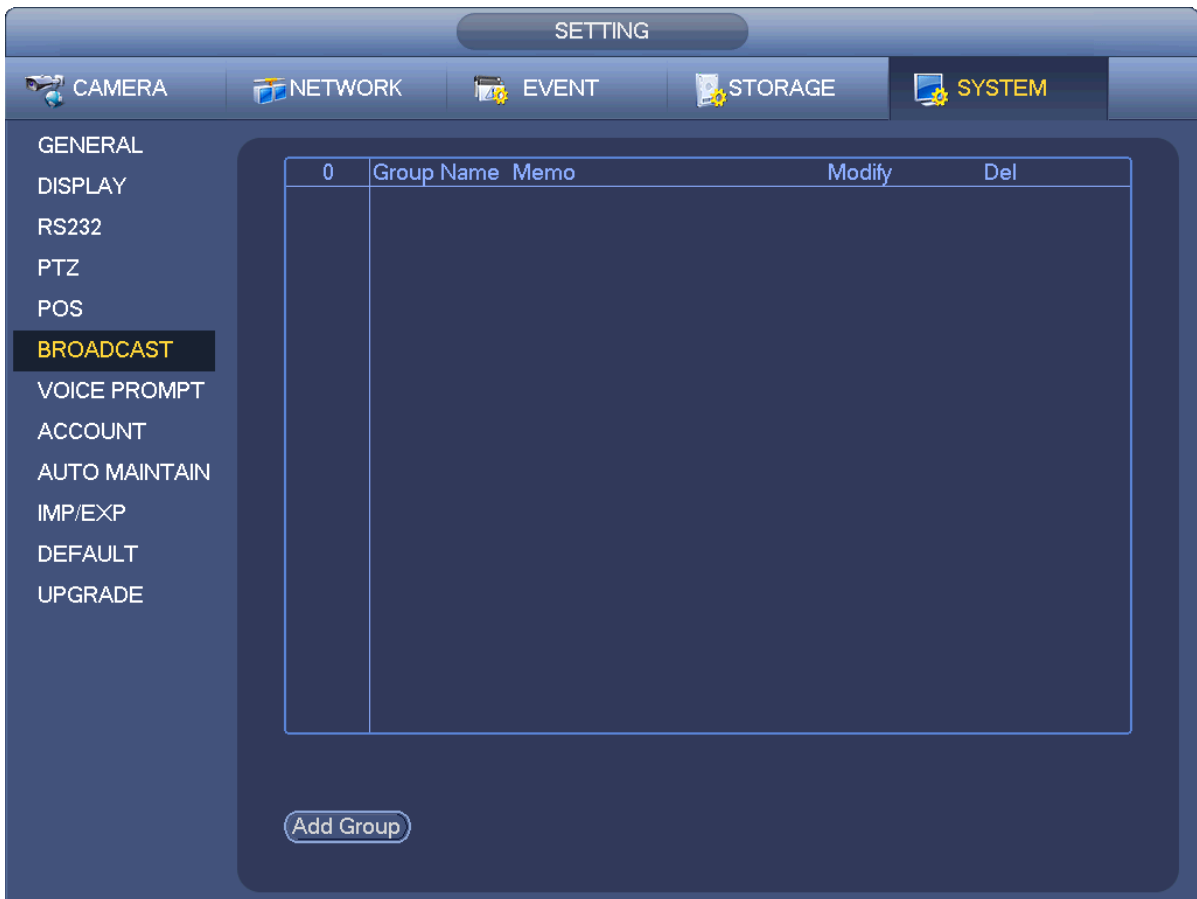 SETTING
CAMERA NETWORK EVENT STORAGE SYSTEM
GENERAL
DISPLAY
RS232
PTZ
POS
BROADCAST
VOICE PROMPT
ACCOUNT
AUTO MAINTAIN
IMP/EXP
DEFAULT
UPGRADE
0 Group Name Memo Modify Del
Add Group